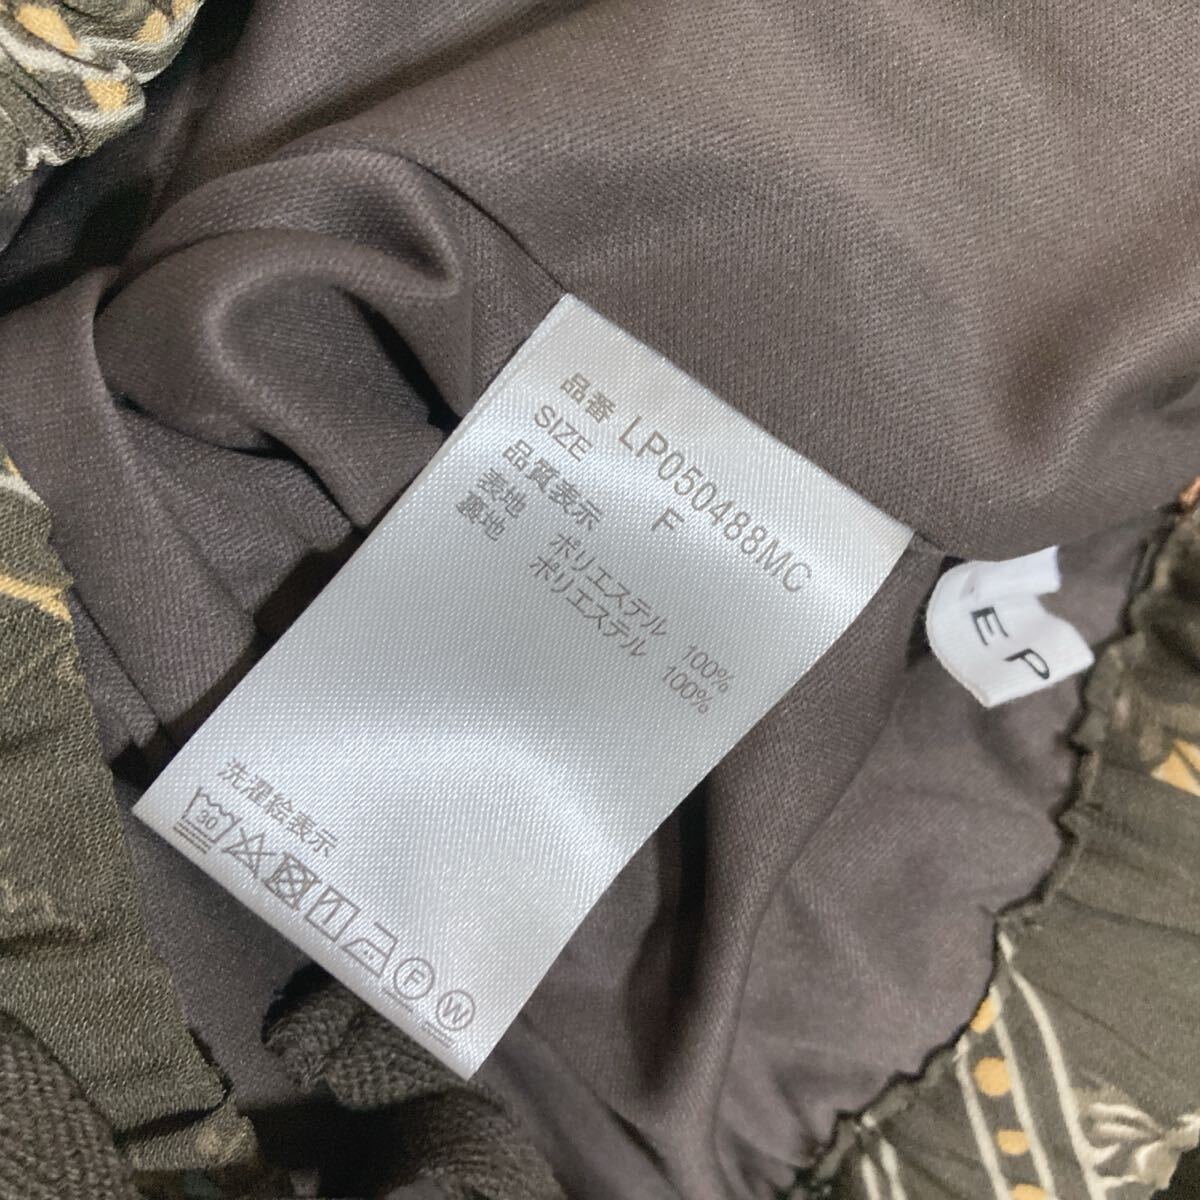 品番 LP050488MC
SIZE F
品質表示
表地 ポリエステル 100%
裏地 ポリエステル 100%
洗濯絵表示
30
F
W
EP